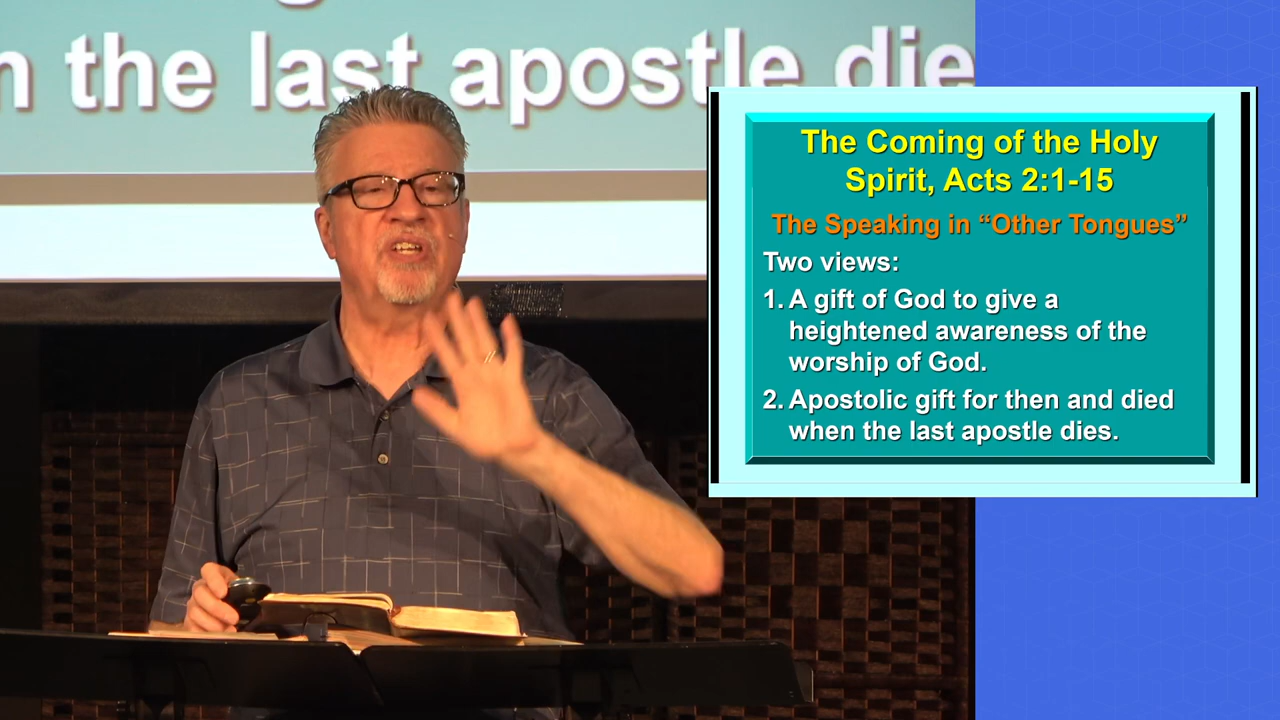 the last apostle die
The Coming of the Holy
Spirit, Acts 2:1-15
The Speaking in “Other Tongues”
Two views:
1. A gift of God to give a
heightened awareness of the
worship of God.
2. Apostolic gift for then and died
when the last apostle dies.